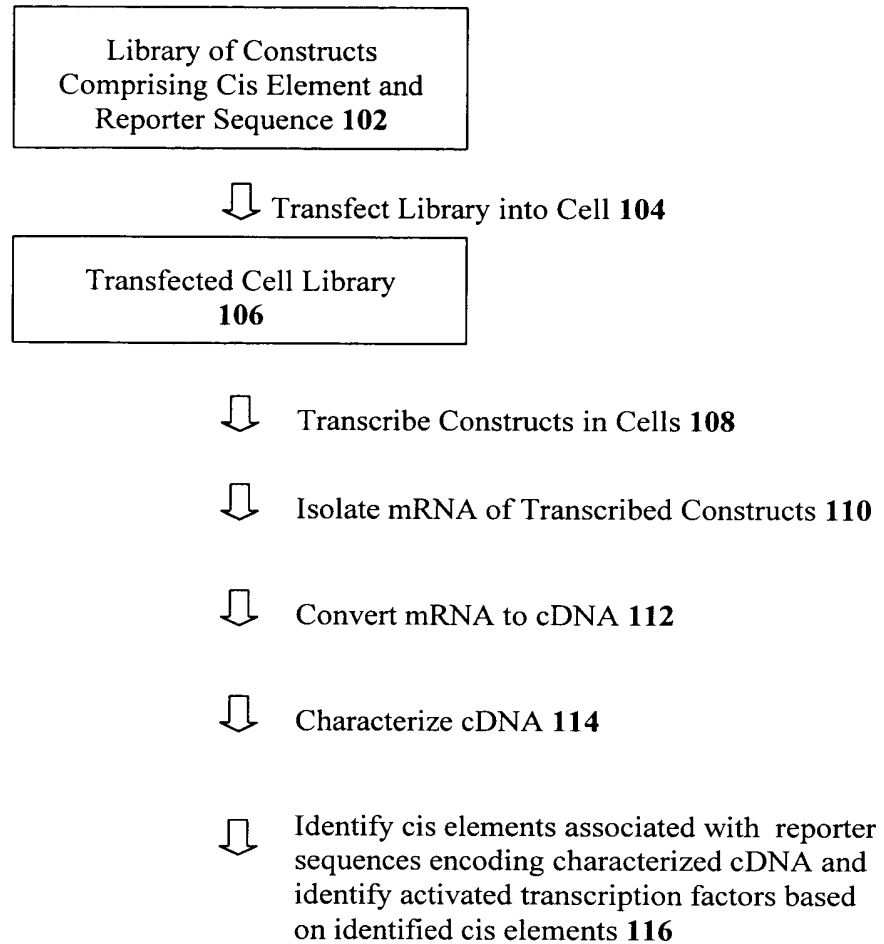 Library of Constructs
Comprising Cis Element and
Reporter Sequence 102
Transfect Library into Cell 104
Transfected Cell Library
106
Transcribe Constructs in Cells 108
Isolate mRNA of Transcribed Constructs 110
Convert mRNA to cDNA 112
Characterize cDNA 114
Identify cis elements associated with reporter
sequences encoding characterized cDNA and
identify activated transcription factors based
on identified cis elements 116